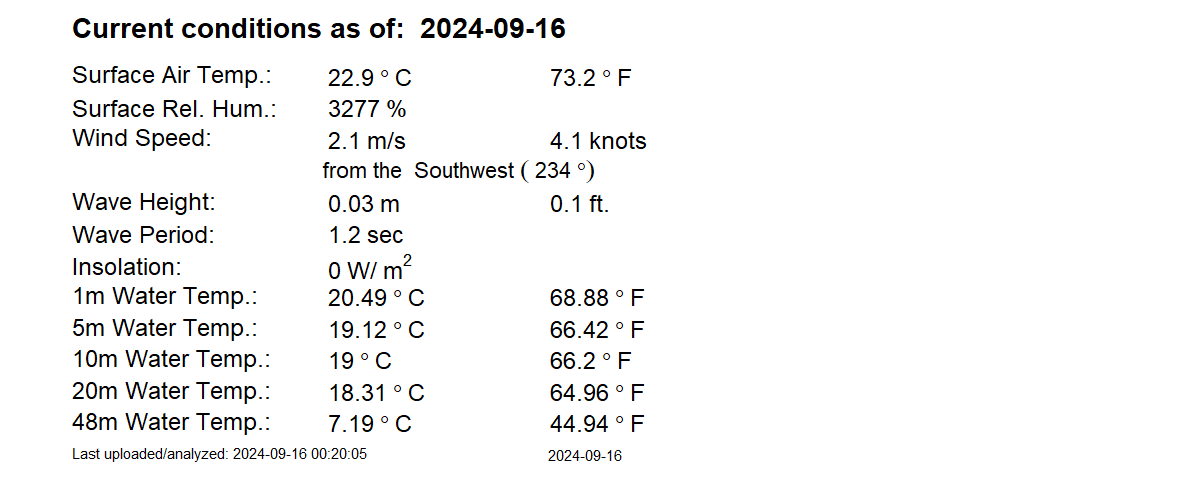 Current conditions as of: 2024-09-16
Surface Air Temp.: 22.9 ° C 73.2 ° F
Surface Rel. Hum.: 3277 %
Wind Speed: 2.1 m/s 4.1 knots
from the Southwest ( 234 °)
Wave Height: 0.03 m 0.1 ft.
Wave Period: 1.2 sec
Insolation: 0 W/ m²
1m Water Temp.: 20.49 ° C 68.88 ° F
5m Water Temp.: 19.12 ° C 66.42 ° F
10m Water Temp.: 19 ° C 66.2 ° F
20m Water Temp.: 18.31 ° C 64.96 ° F
48m Water Temp.: 7.19 ° C 44.94 ° F
Last uploaded/analyzed: 2024-09-16 00:20:05 2024-09-16